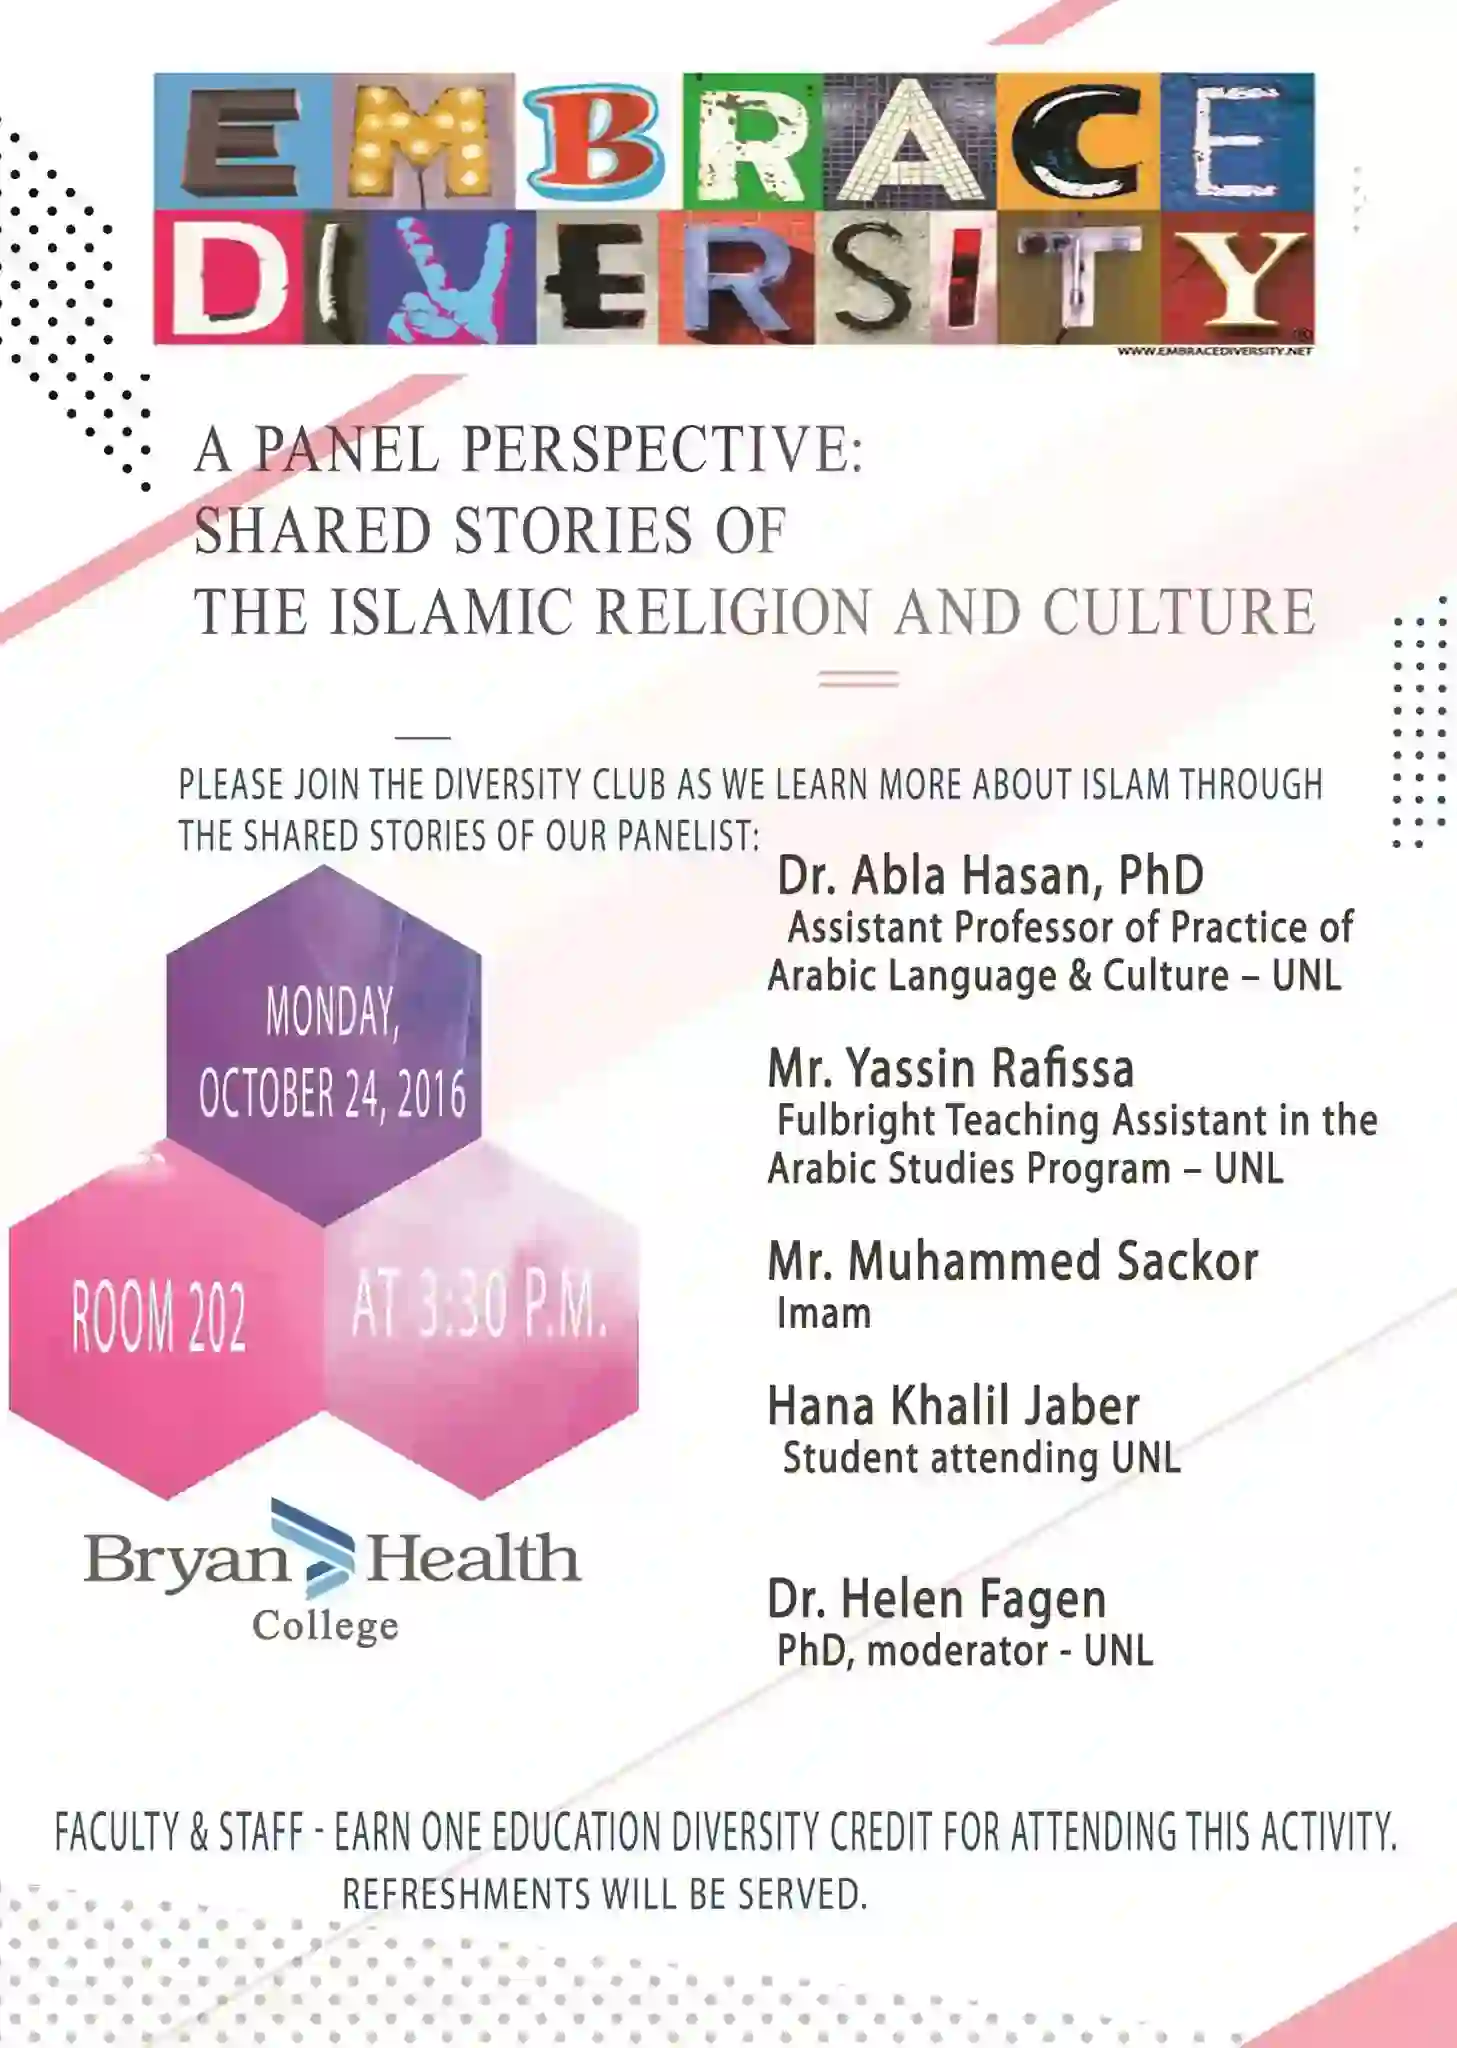 EMBRACE
DIVERSITY
®
WWW.EMBRACEDIVERSITY.NET
A PANEL PERSPECTIVE:
SHARED STORIES OF
THE ISLAMIC RELIGION AND CULTURE
PLEASE JOIN THE DIVERSITY CLUB AS WE LEARN MORE ABOUT ISLAM THROUGH
THE SHARED STORIES OF OUR PANELIST:
Dr. Abla Hasan, PhD
Assistant Professor of Practice of
Arabic Language & Culture – UNL
Mr. Yassin Rafissa
Fulbright Teaching Assistant in the
Arabic Studies Program – UNL
Mr. Muhammed Sackor
Imam
Hana Khalil Jaber
Student attending UNL
Dr. Helen Fagen
PhD, moderator - UNL
MONDAY,
OCTOBER 24, 2016
ROOM 202
AT 3:30 P.M.
Bryan Health
College
FACULTY & STAFF - EARN ONE EDUCATION DIVERSITY CREDIT FOR ATTENDING THIS ACTIVITY.
REFRESHMENTS WILL BE SERVED.